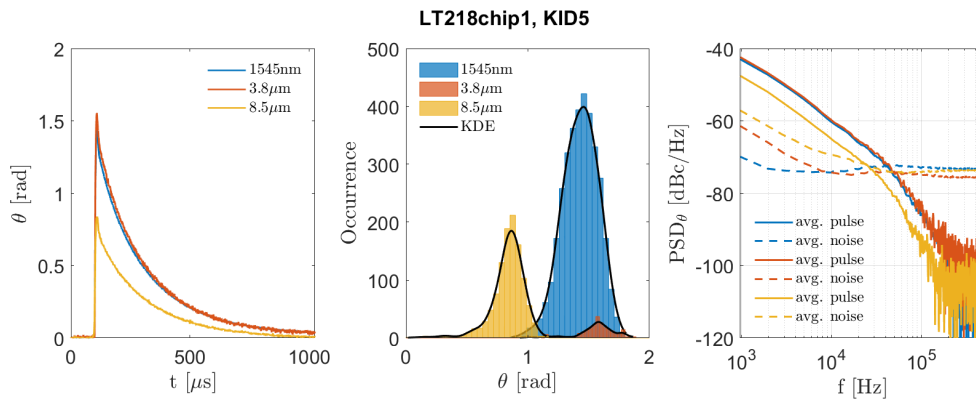 LT218chip1, KID5
2
1.5
1
0.5
0
θ [rad]
0
500
1000
t [μs]
1545nm
3.8μm
8.5μm
500
400
300
200
100
0
Occurrence
0
1
2
θ [rad]
1545nm
3.8μm
8.5μm
KDE
-40
-60
-80
-100
-120
PSDθ [dBc/Hz]
10³
10⁴
10⁵
f [Hz]
avg. pulse
avg. noise
avg. pulse
avg. noise
avg. pulse
avg. noise